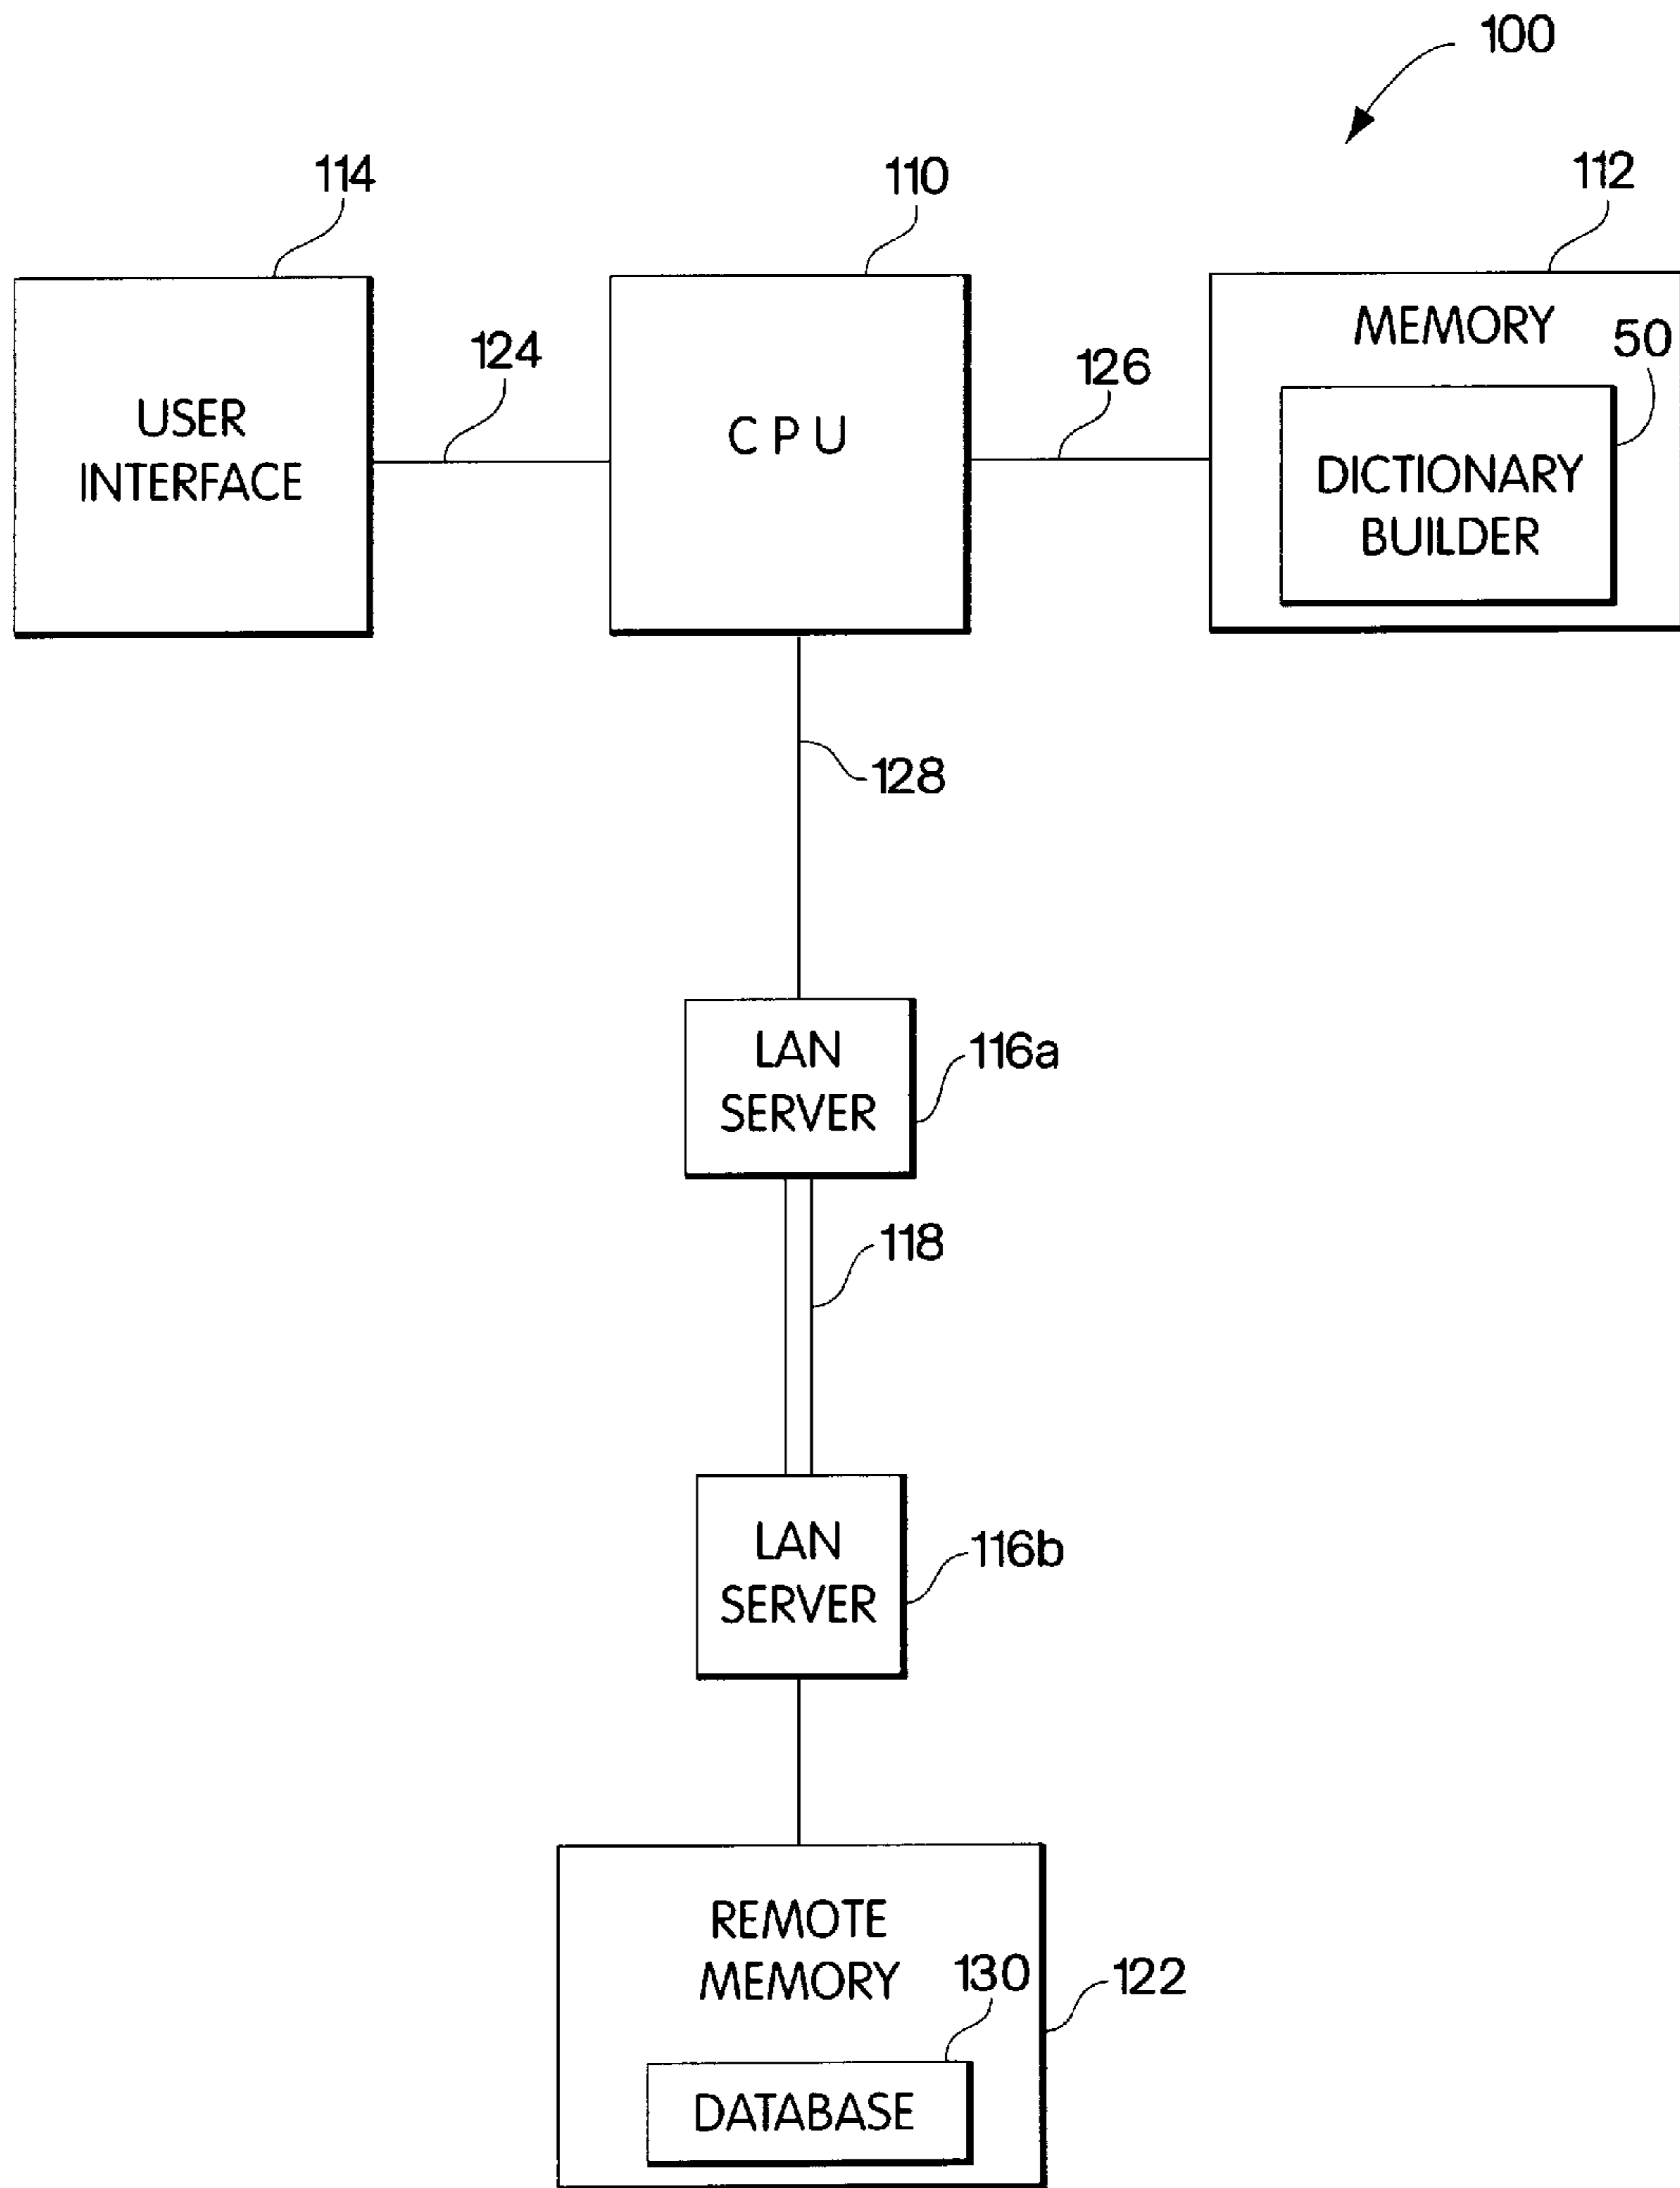 100
114
110
112
MEMORY
50
124
126
USER
INTERFACE
C P U
DICTIONARY
BUILDER
128
LAN
SERVER
116a
118
LAN
SERVER
116b
REMOTE
MEMORY
130
122
DATABASE